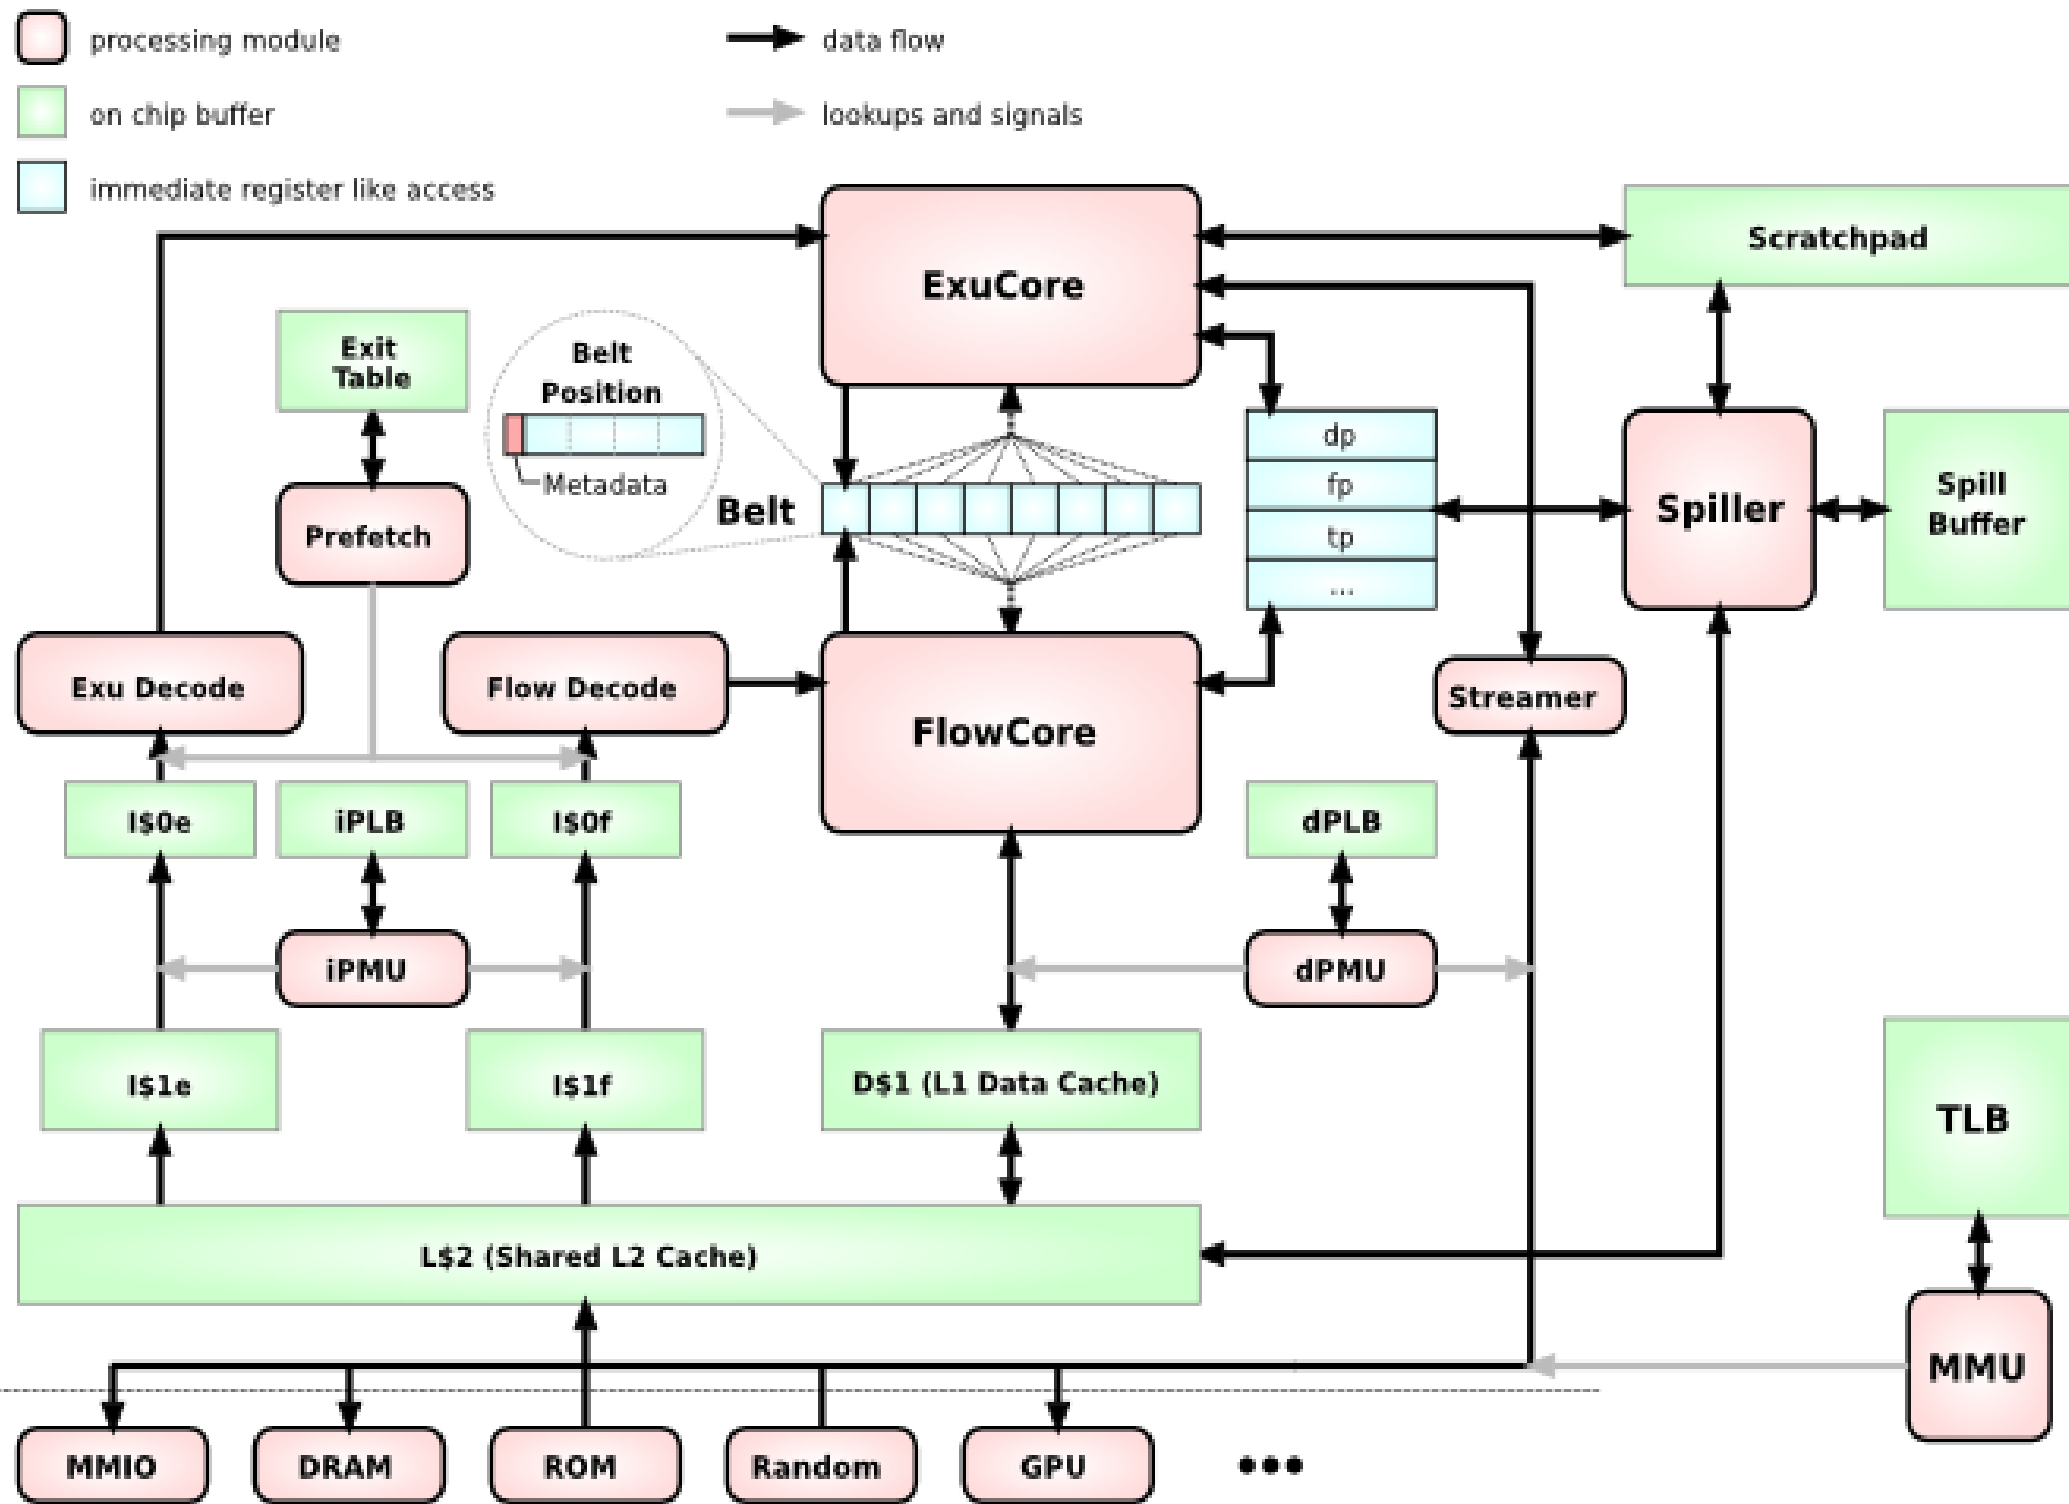 processing module
data flow
on chip buffer
lookups and signals
immediate register like access
ExuCore
Scratchpad
Exit
Table
Belt
Position
Metadata
Belt
dp
fp
tp
...
Spiller
Spill
Buffer
Prefetch
Exu Decode
Flow Decode
FlowCore
Streamer
I$0e
iPLB
I$0f
dPLB
iPMU
dPMU
I$1e
I$1f
D$1 (L1 Data Cache)
TLB
L$2 (Shared L2 Cache)
MMU
MMIO
DRAM
ROM
Random
GPU
•••